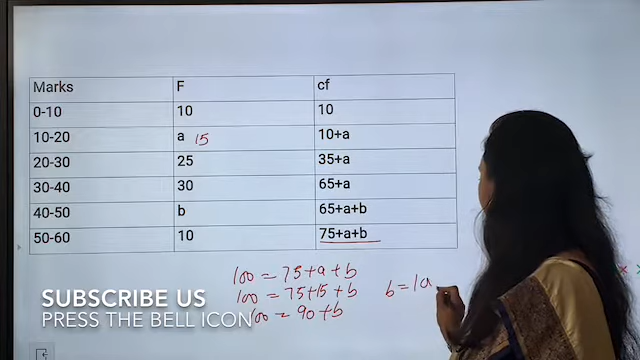 Marks F cf
0-10 10 10
10-20 a 15 10+a
20-30 25 35+a
30-40 30 65+a
40-50 b 65+a+b
50-60 10 75+a+b
100 = 75+a+b
100 = 75+15+b
100 = 90+b
b=10
SUBSCRIBE US
PRESS THE BELL ICON